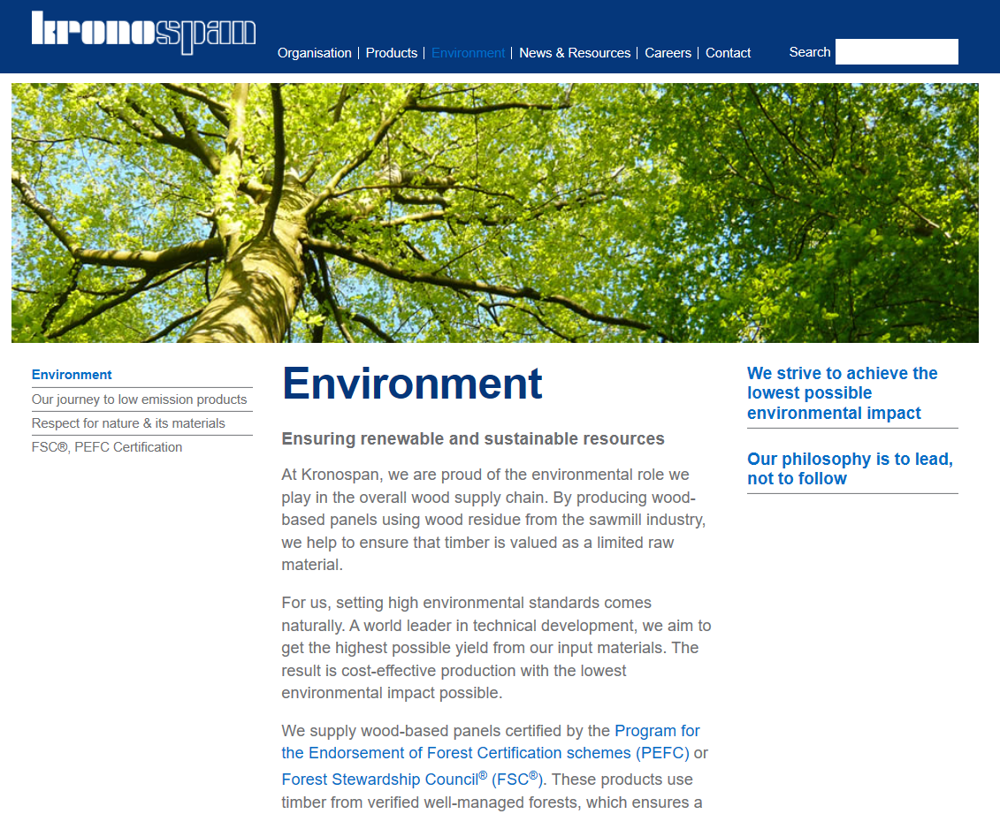 kronospan
Organisation | Products | Environment | News & Resources | Careers | Contact
Search
Environment
Our journey to low emission products
Respect for nature & its materials
FSC®, PEFC Certification
Environment
Ensuring renewable and sustainable resources
At Kronospan, we are proud of the environmental role we
play in the overall wood supply chain. By producing wood-
based panels using wood residue from the sawmill industry,
we help to ensure that timber is valued as a limited raw
material.
For us, setting high environmental standards comes
naturally. A world leader in technical development, we aim to
get the highest possible yield from our input materials. The
result is cost-effective production with the lowest
environmental impact possible.
We supply wood-based panels certified by the Program for
the Endorsement of Forest Certification schemes (PEFC) or
Forest Stewardship Council® (FSC®). These products use
timber from verified well-managed forests, which ensures a
We strive to achieve the
lowest possible
environmental impact
Our philosophy is to lead,
not to follow